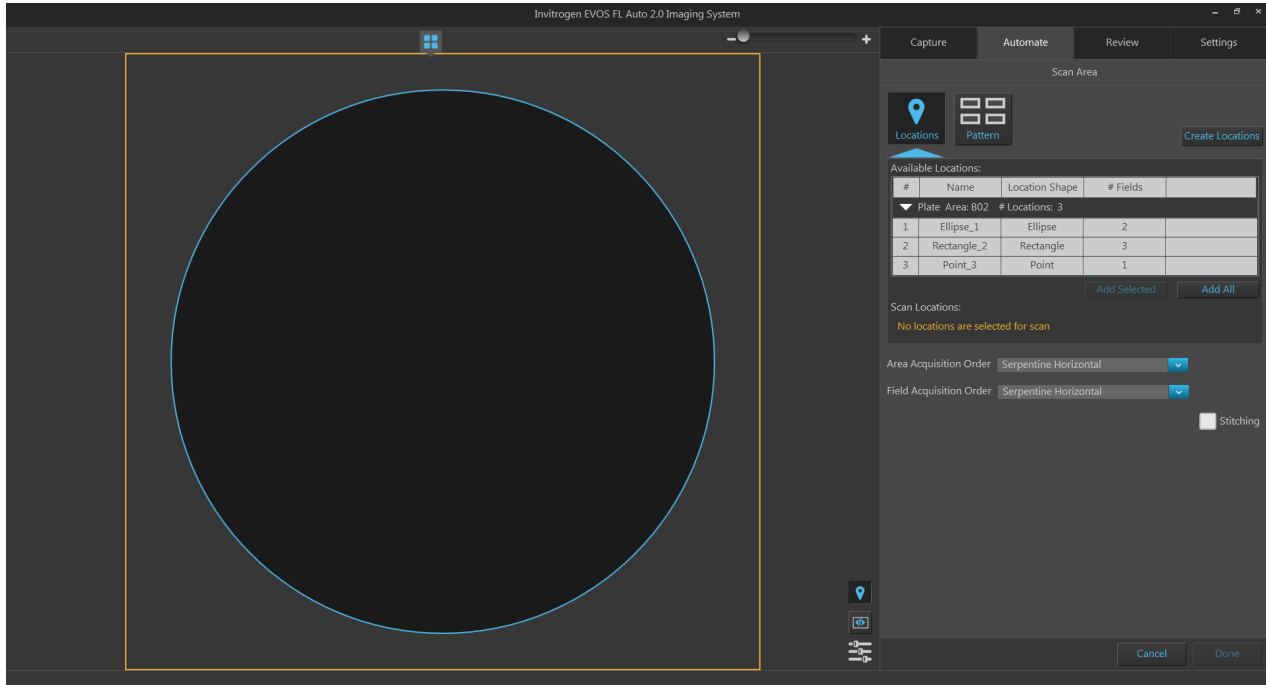 Invitrogen EVOS FL Auto 2.0 Imaging System
Capture Automate Review Settings
Scan Area
Locations Pattern Create Locations
Available Locations:
# Name Location Shape # Fields
Plate Area: B02 # Locations: 3
1 Ellipse_1 Ellipse 2
2 Rectangle_2 Rectangle 3
3 Point_3 Point 1
Add Selected Add All
Scan Locations:
No locations are selected for scan
Area Acquisition Order Serpentine Horizontal
Field Acquisition Order Serpentine Horizontal
Stitching
Cancel Done